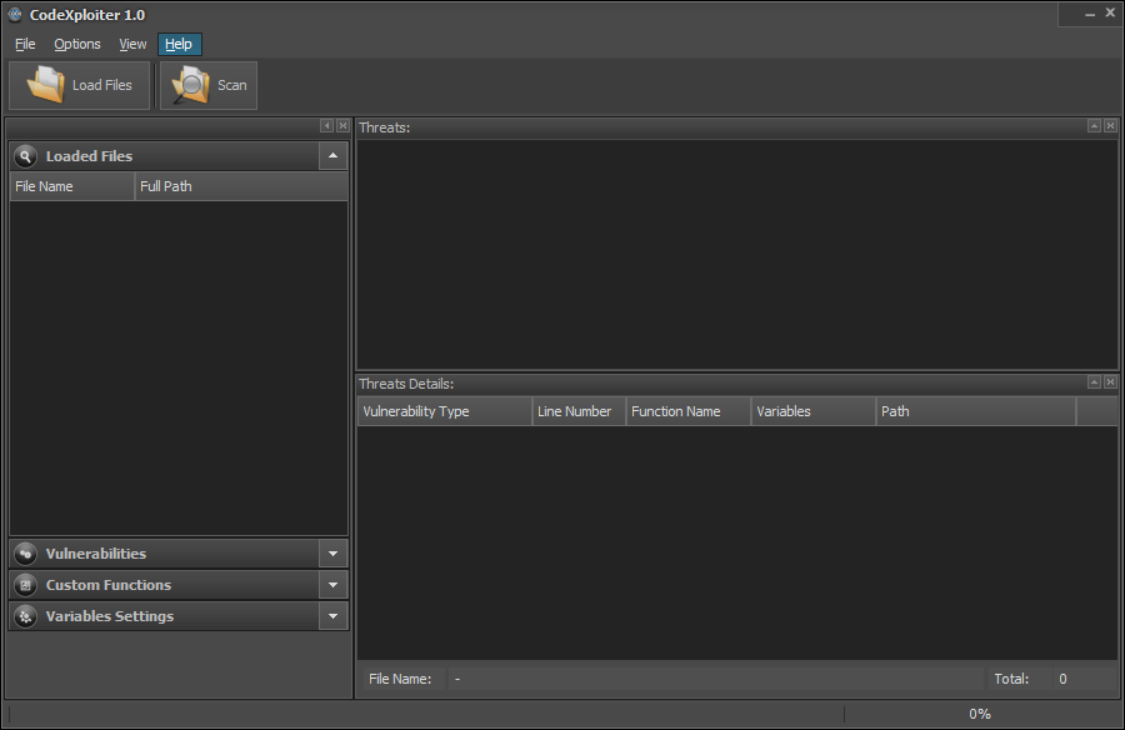 CodeXploiter 1.0
File Options View Help
Load Files Scan
Threats:
Loaded Files
File Name Full Path
Threats Details:
Vulnerability Type Line Number Function Name Variables Path
Vulnerabilities
Custom Functions
Variables Settings
File Name: - Total: 0
0%